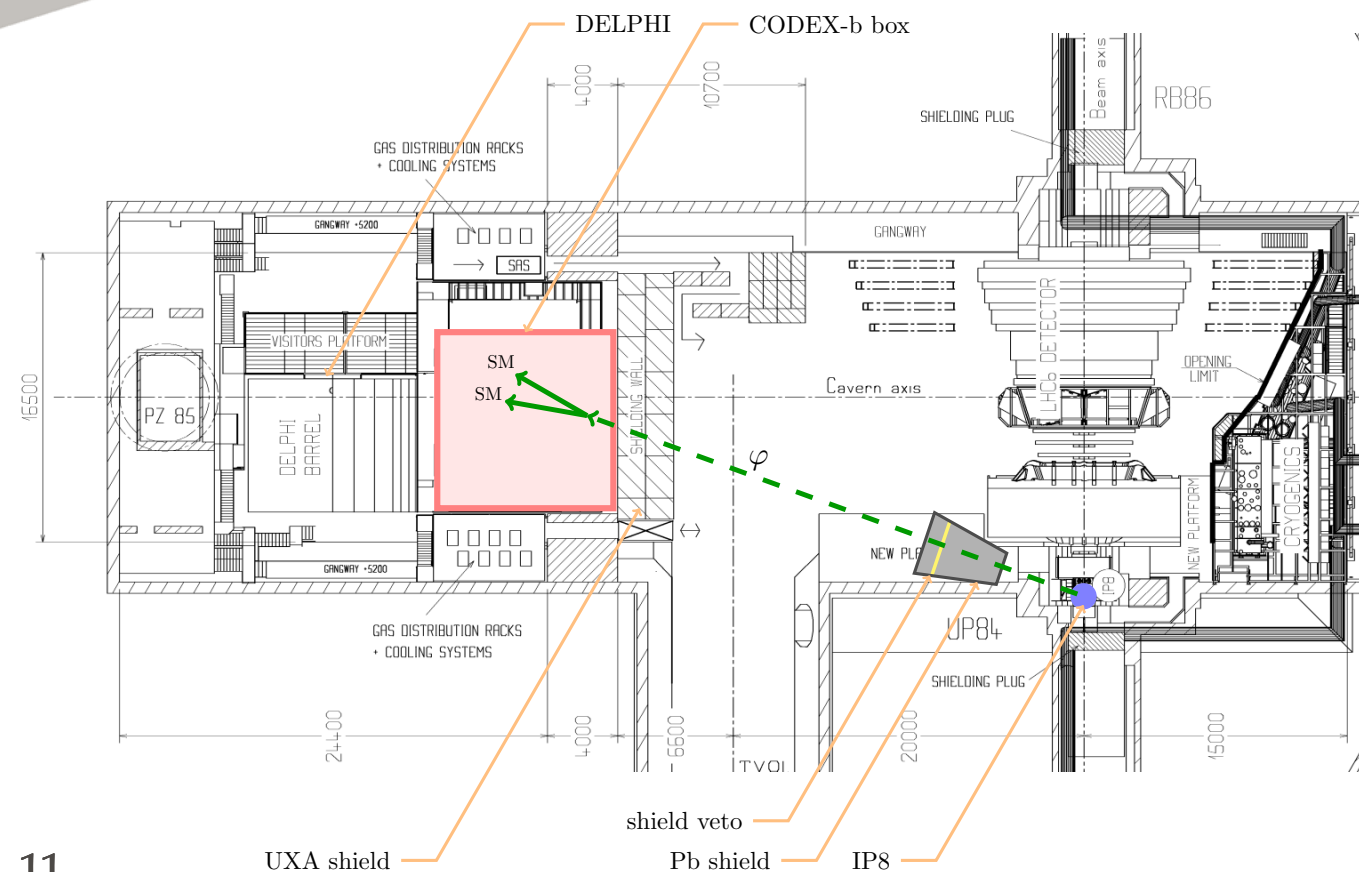 DELPHI
CODEX-b box
4000
10700
Beam axis
RB86
SHIELDING PLUG
GAS DISTRIBUTION RACKS
+ COOLING SYSTEMS
GANGWAY +5200
GANGWAY
SAS
LHCb DETECTOR
VISITORS PLATFORM
OPENING
LIMIT
SM
SM
Cavern axis
16500
PZ 85
DELPHI
BARREL
SHIELDING WALL
φ
CRYOGENICS
NEW PLATFORM
NEW PLA
IP8
GANGWAY +5200
UP84
GAS DISTRIBUTION RACKS
+ COOLING SYSTEMS
SHIELDING PLUG
24400
4000
6600
20000
15000
shield veto
11
UXA shield
Pb shield
IP8